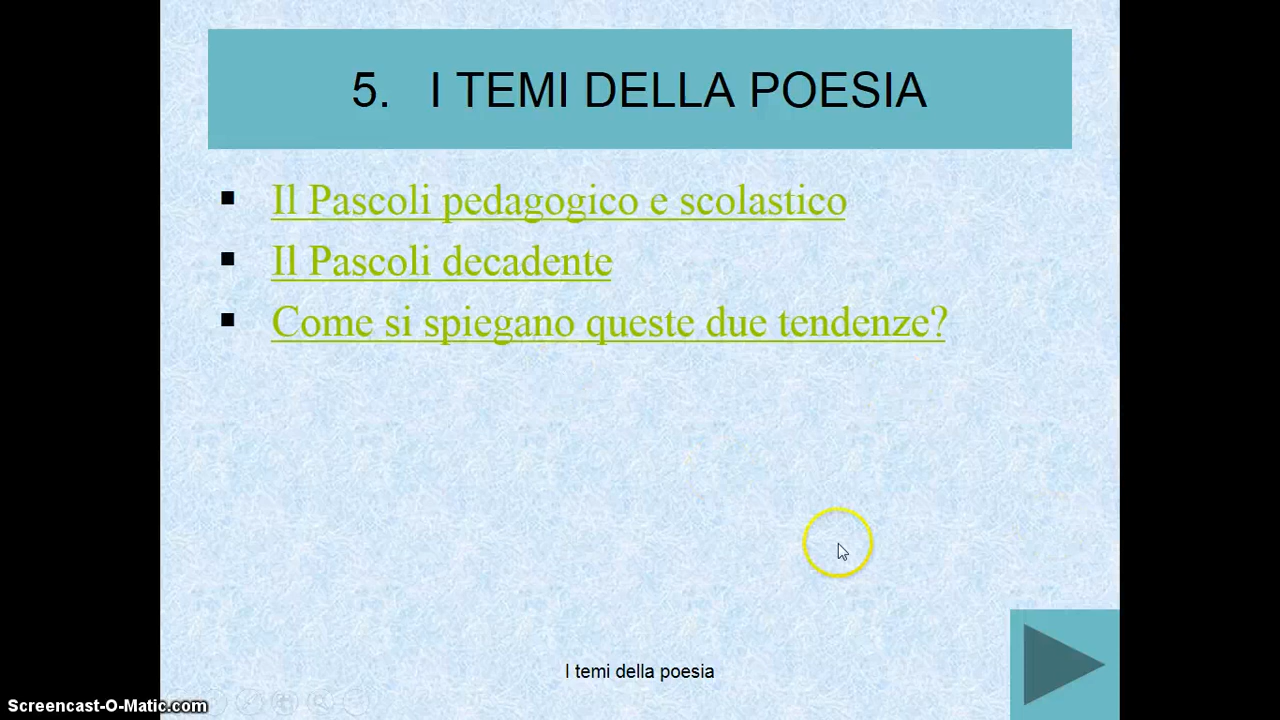 5. I TEMI DELLA POESIA
Il Pascoli pedagogico e scolastico
Il Pascoli decadente
Come si spiegano queste due tendenze?
I temi della poesia
Screencast-O-Matic.com